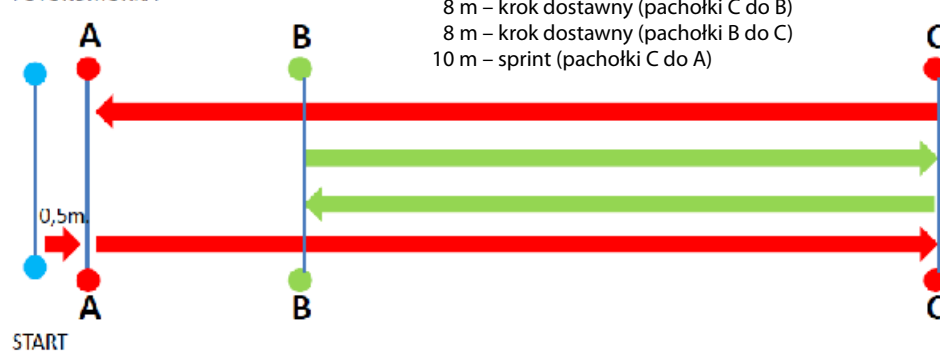 8 m – krok dostawny (pachołki C do B)
8 m – krok dostawny (pachołki B do C)
10 m – sprint (pachołki C do A)
A
B
C
0,5m.
A
B
C
START